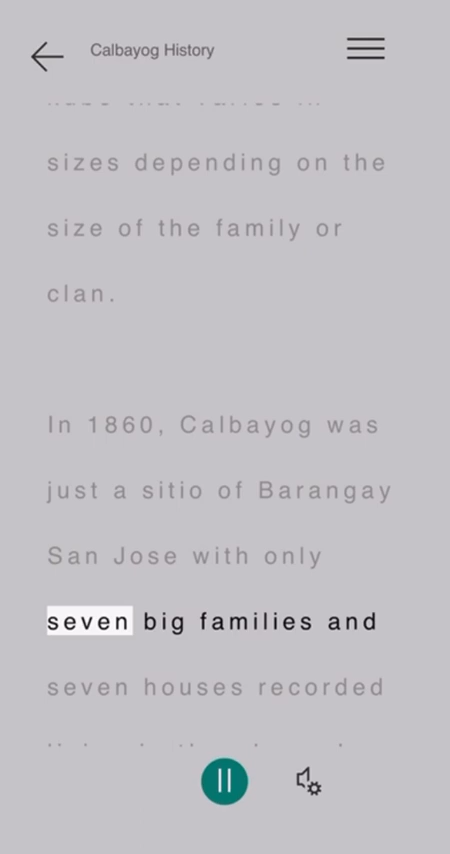 Calbayog History
sizes depending on the
size of the family or
clan.
In 1860, Calbayog was
just a sitio of Barangay
San Jose with only
seven big families and
seven houses recorded